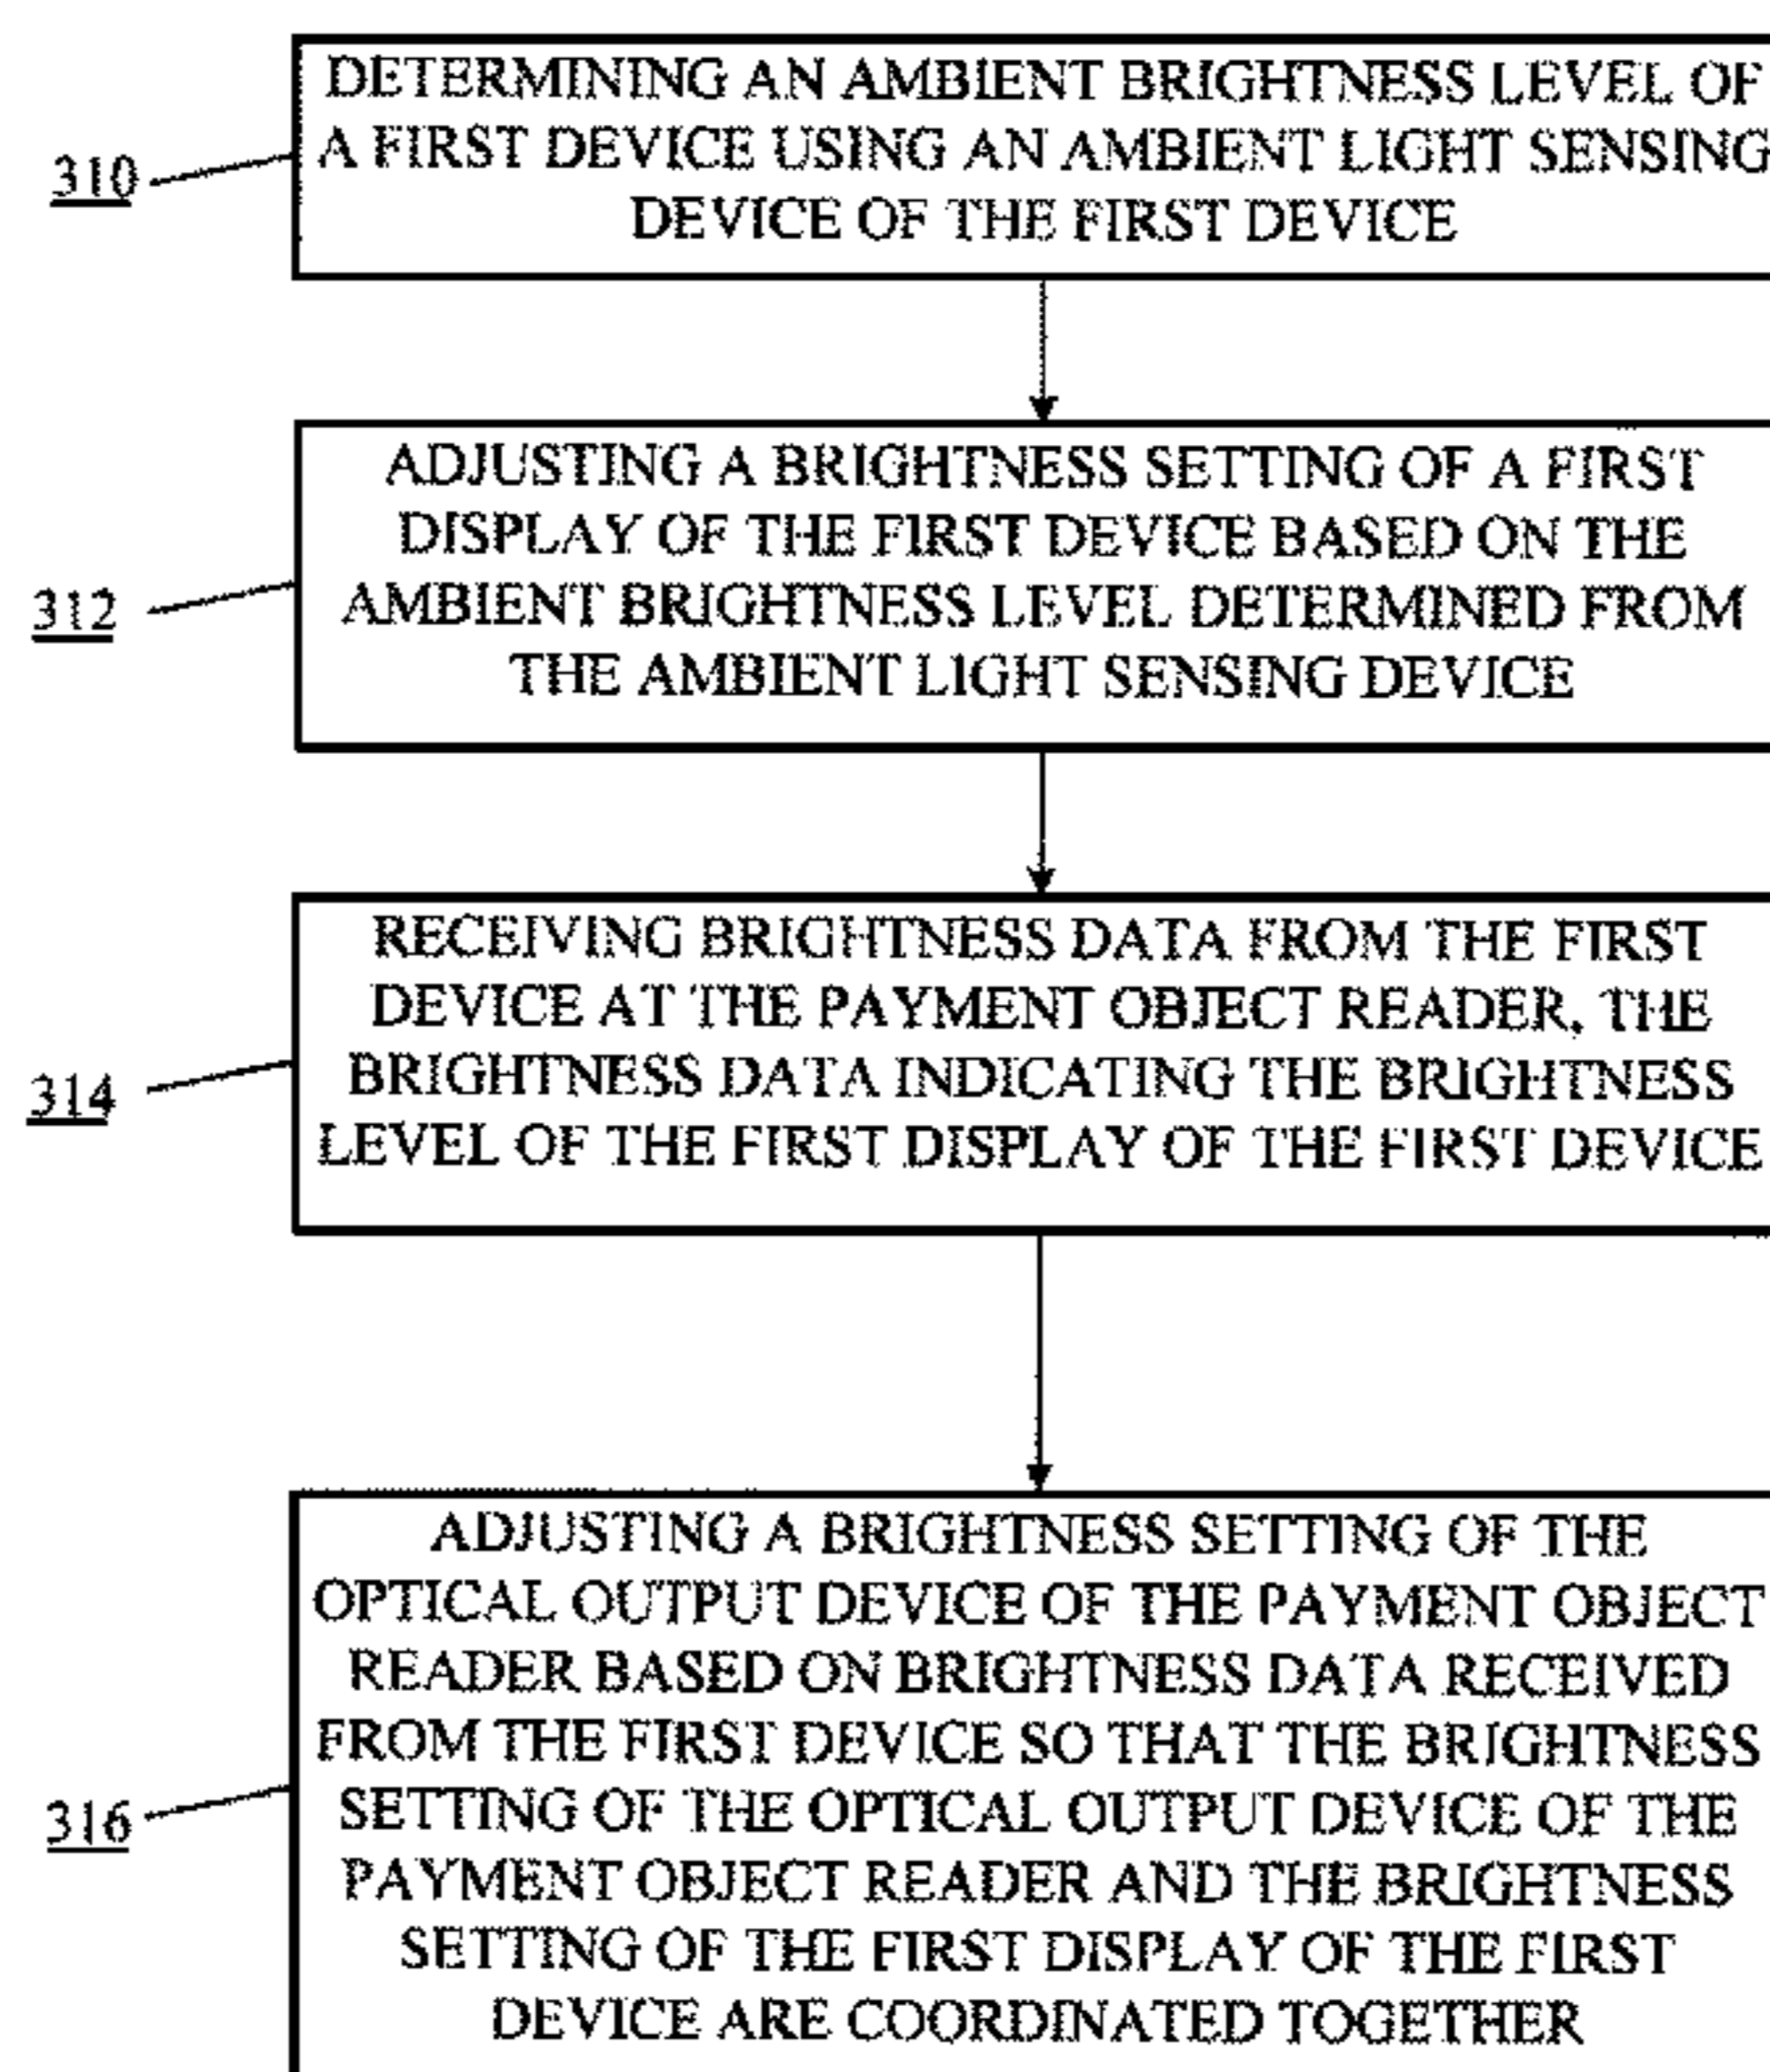 310
DETERMINING AN AMBIENT BRIGHTNESS LEVEL OF
A FIRST DEVICE USING AN AMBIENT LIGHT SENSING
DEVICE OF THE FIRST DEVICE
312
ADJUSTING A BRIGHTNESS SETTING OF A FIRST
DISPLAY OF THE FIRST DEVICE BASED ON THE
AMBIENT BRIGHTNESS LEVEL DETERMINED FROM
THE AMBIENT LIGHT SENSING DEVICE
314
RECEIVING BRIGHTNESS DATA FROM THE FIRST
DEVICE AT THE PAYMENT OBJECT READER, THE
BRIGHTNESS DATA INDICATING THE BRIGHTNESS
LEVEL OF THE FIRST DISPLAY OF THE FIRST DEVICE
316
ADJUSTING A BRIGHTNESS SETTING OF THE
OPTICAL OUTPUT DEVICE OF THE PAYMENT OBJECT
READER BASED ON BRIGHTNESS DATA RECEIVED
FROM THE FIRST DEVICE SO THAT THE BRIGHTNESS
SETTING OF THE OPTICAL OUTPUT DEVICE OF THE
PAYMENT OBJECT READER AND THE BRIGHTNESS
SETTING OF THE FIRST DISPLAY OF THE FIRST
DEVICE ARE COORDINATED TOGETHER